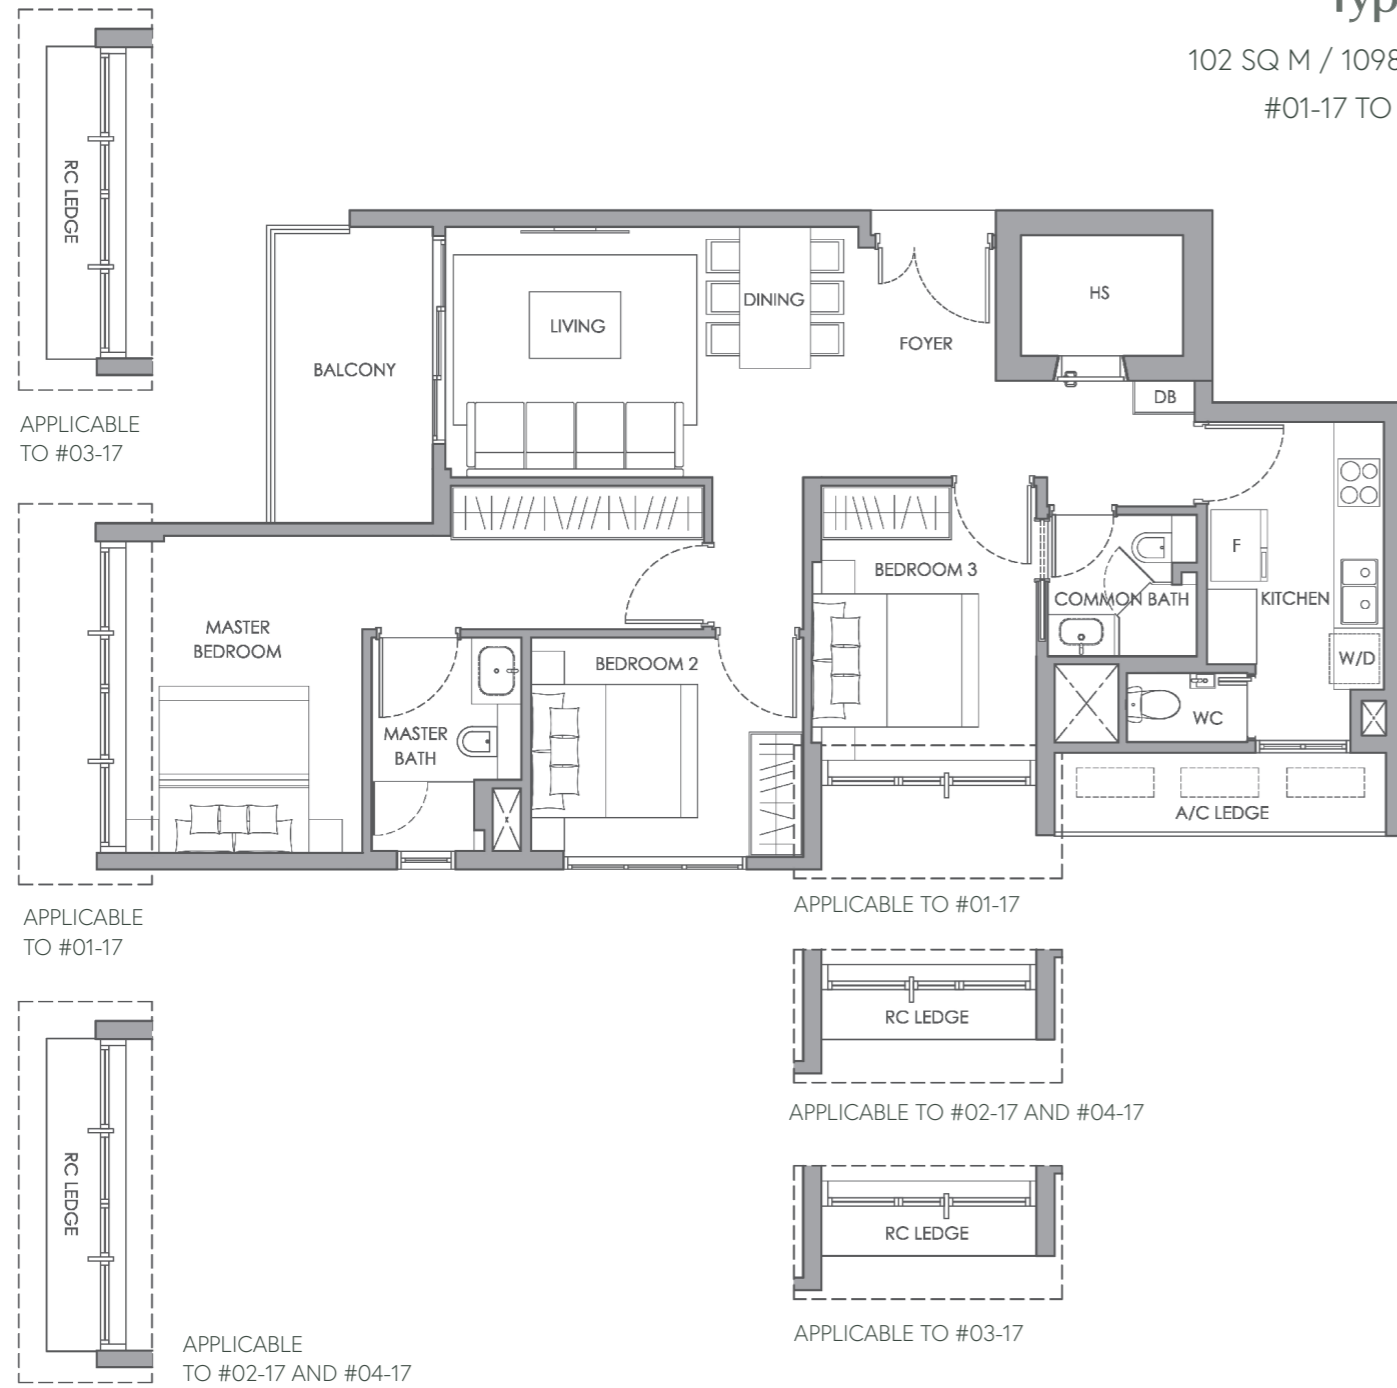 Typ
102 SQ M / 1098
#01-17 TO
RC LEDGE
APPLICABLE
TO #03-17
HS
DINING
LIVING
FOYER
BALCONY
DB
F
BEDROOM 3
COMMON BATH
KITCHEN
MASTER
BEDROOM
BEDROOM 2
W/D
WC
MASTER
BATH
A/C LEDGE
APPLICABLE
TO #01-17
APPLICABLE TO #01-17
RC LEDGE
APPLICABLE TO #02-17 AND #04-17
RC LEDGE
RC LEDGE
APPLICABLE TO #03-17
APPLICABLE
TO #02-17 AND #04-17